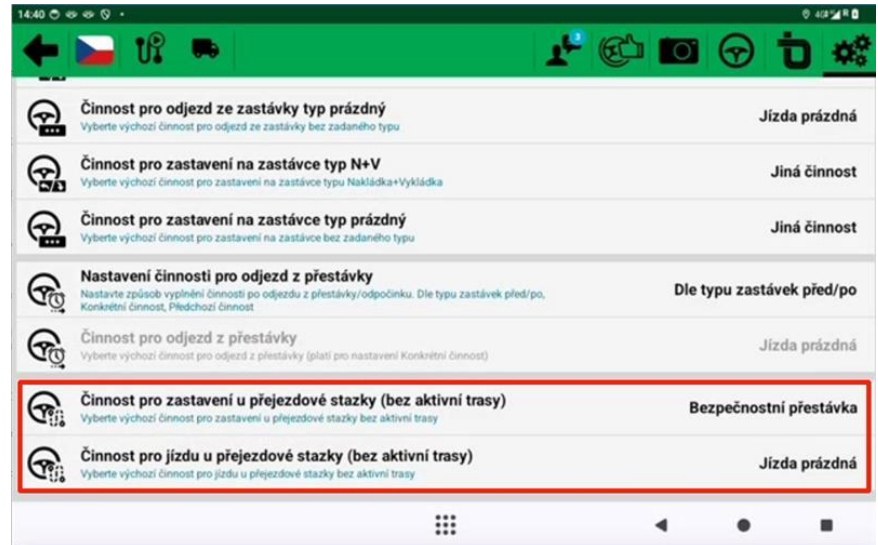 14:40
4G R
3
Činnost pro odjezd ze zastávky typ prázdný
Vyberte výchozí činnost pro odjezd ze zastávky bez zadaného typu
Jízda prázdná
Činnost pro zastavení na zastávce typ N+V
Vyberte výchozí činnost pro zastavení na zastávce typu Nakládka+Vykládka
Jiná činnost
Činnost pro zastavení na zastávce typ prázdný
Vyberte výchozí činnost pro zastavení na zastávce bez zadaného typu
Jiná činnost
Nastavení činnosti pro odjezd z přestávky
Nastavte způsob vyplnění činnosti po odjezdu z přestávky/odpočinku. Dle typu zastávek před/po,
Konkrétní činnost, Předchozí činnost
Dle typu zastávek před/po
Činnost pro odjezd z přestávky
Vyberte výchozí činnost pro odjezd z přestávky (platí pro nastavení Konkrétní činnost)
Jízda prázdná
Činnost pro zastavení u přejezdové stazky (bez aktivní trasy)
Vyberte výchozí činnost pro zastavení u přejezdové stazky bez aktivní trasy
Bezpečnostní přestávka
Činnost pro jízdu u přejezdové stazky (bez aktivní trasy)
Vyberte výchozí činnost pro jízdu u přejezdové stazky bez aktivní trasy
Jízda prázdná